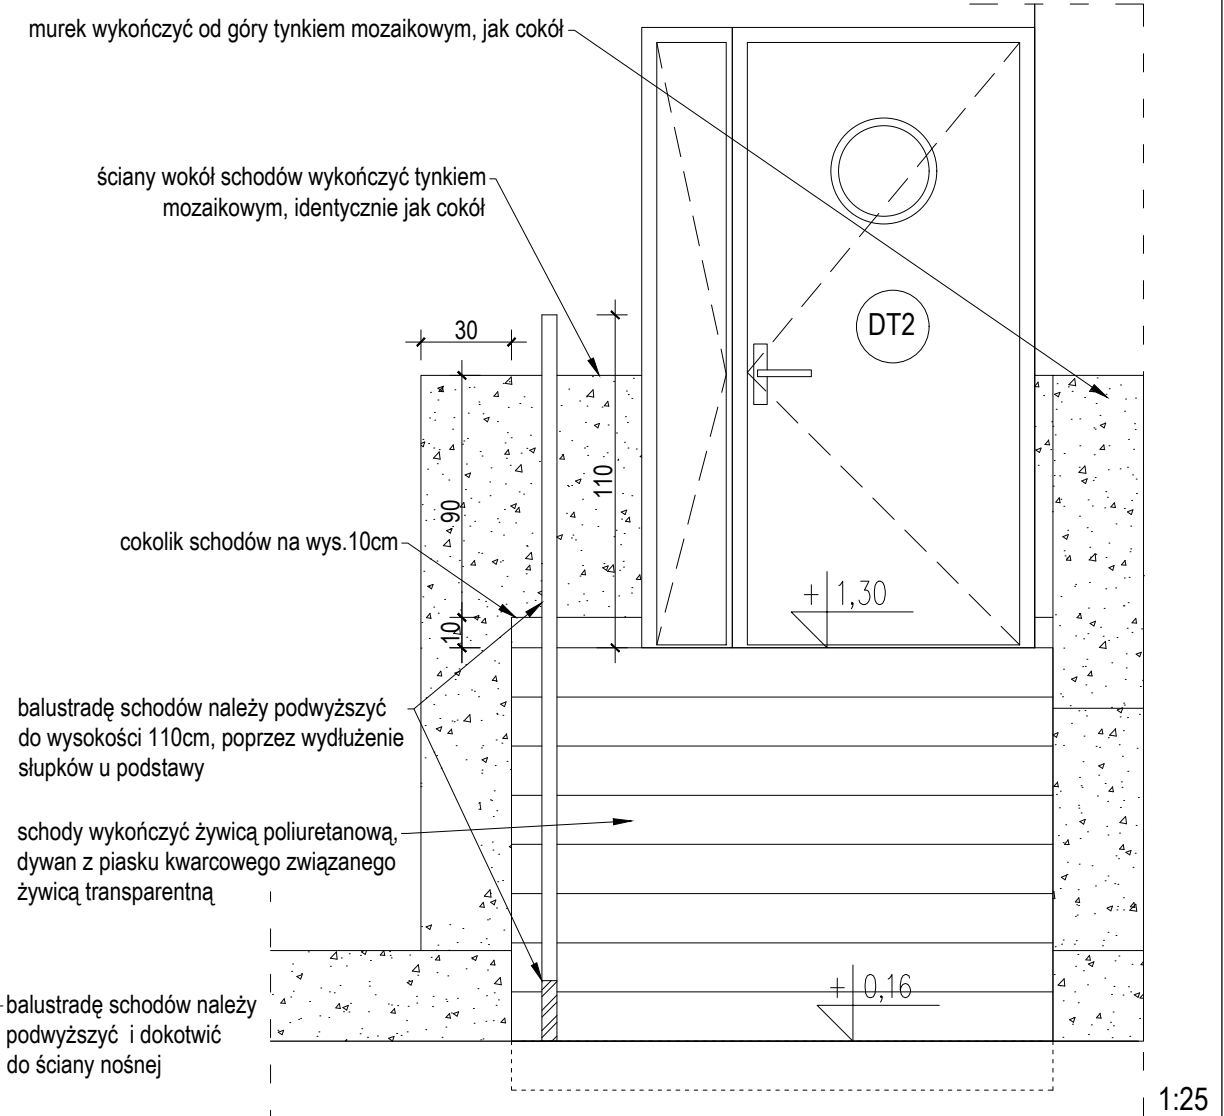 murek wykończyć od góry tynkiem mozaikowym, jak cokół
ściany wokół schodów wykończyć tynkiem
mozaikowym, identycznie jak cokół
DT2
30
110
90
cokolik schodów na wys.10cm
+ 1,30
10
balustradę schodów należy podwyższyć
do wysokości 110cm, poprzez wydłużenie
słupków u podstawy
schody wykończyć żywicą poliuretanową,
dywan z piasku kwarcowego związanego
żywicą transparentną
+ 0,16
balustradę schodów należy
podwyższyć i dokotwić
do ściany nośnej
1:25